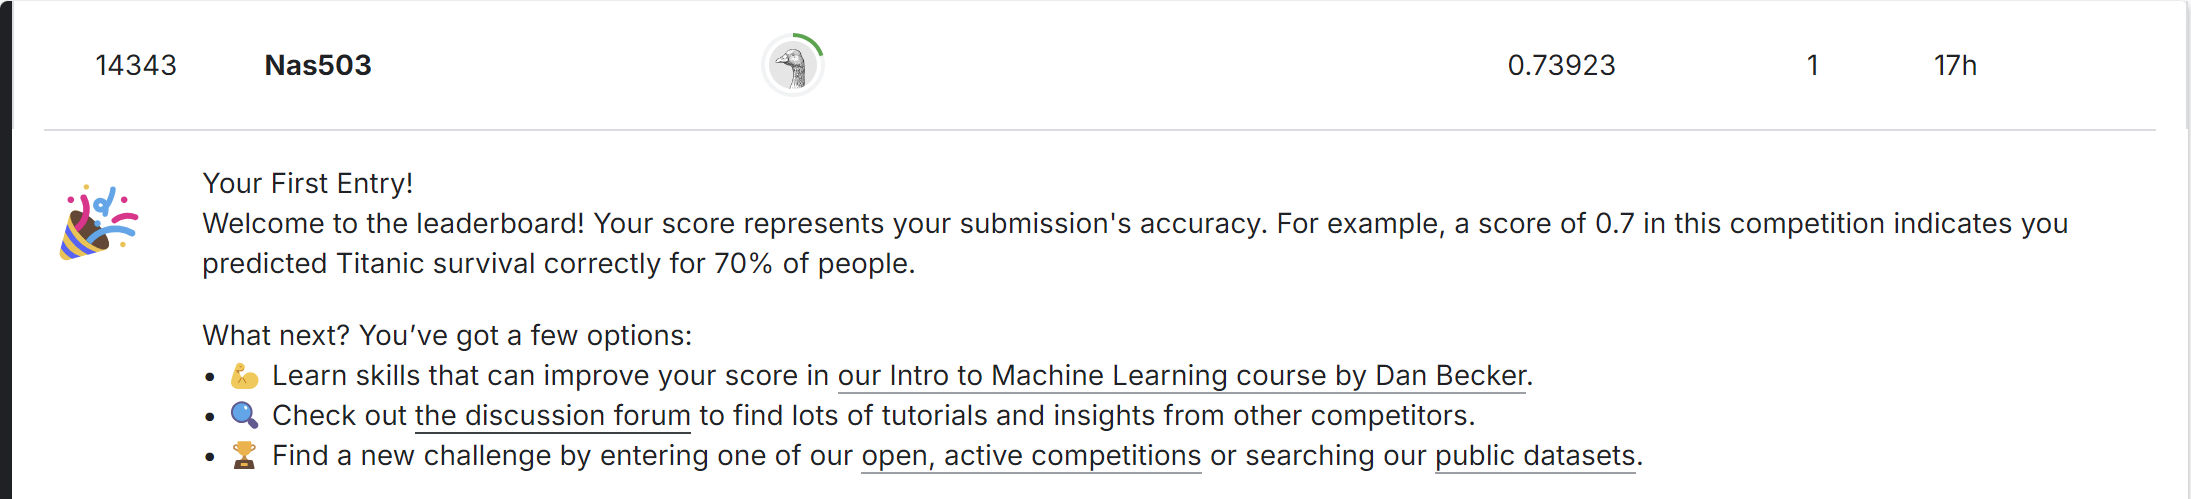 14343 Nas503 0.73923 1 17h
Your First Entry!
Welcome to the leaderboard! Your score represents your submission's accuracy. For example, a score of 0.7 in this competition indicates you
predicted Titanic survival correctly for 70% of people.
What next? You’ve got a few options:
• 💪 Learn skills that can improve your score in our Intro to Machine Learning course by Dan Becker.
• 🔍 Check out the discussion forum to find lots of tutorials and insights from other competitors.
• 🏆 Find a new challenge by entering one of our open, active competitions or searching our public datasets.